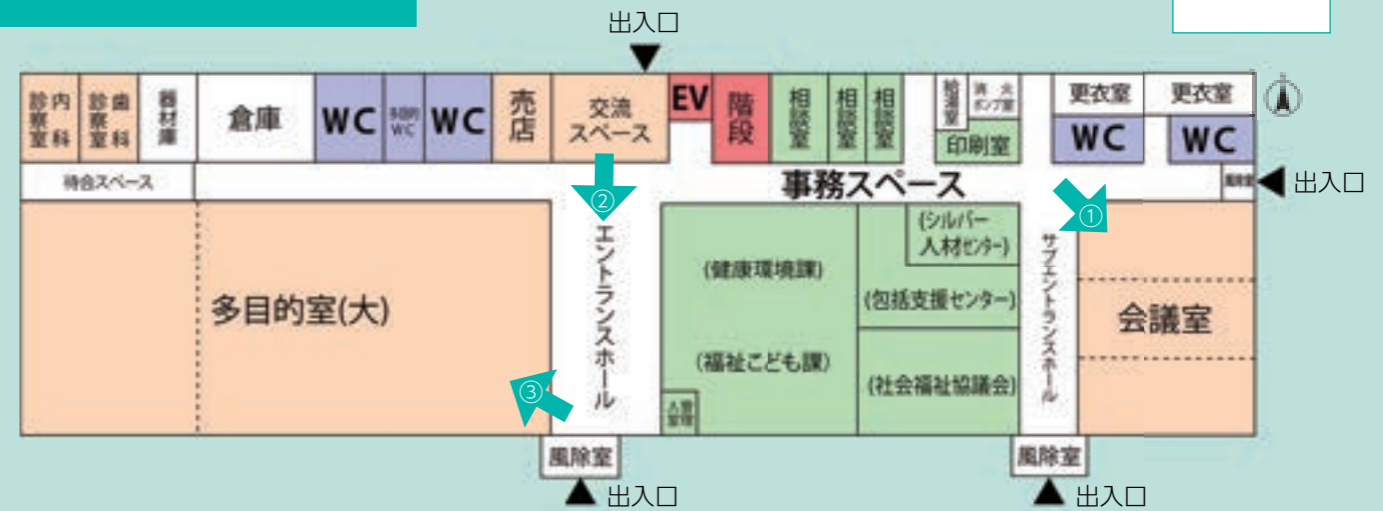 出入口
内科
診察室
歯科
診察室
器材庫
倉庫
WC
多目的
WC
WC
売店
交流
スペース
EV
階段
相談室
相談室
相談室
給湯室
消火
ポンプ室
印刷室
更衣室
更衣室
WC
WC
待合スペース
事務スペース
風除室
出入口
②
①
エントランスホール
サブエントランスホール
多目的室(大)
(健康環境課)
(福祉こども課)
(シルバー
人材センター)
(包括支援センター)
(社会福祉協議会)
会議室
③
管理
人室
風除室
風除室
出入口
出入口